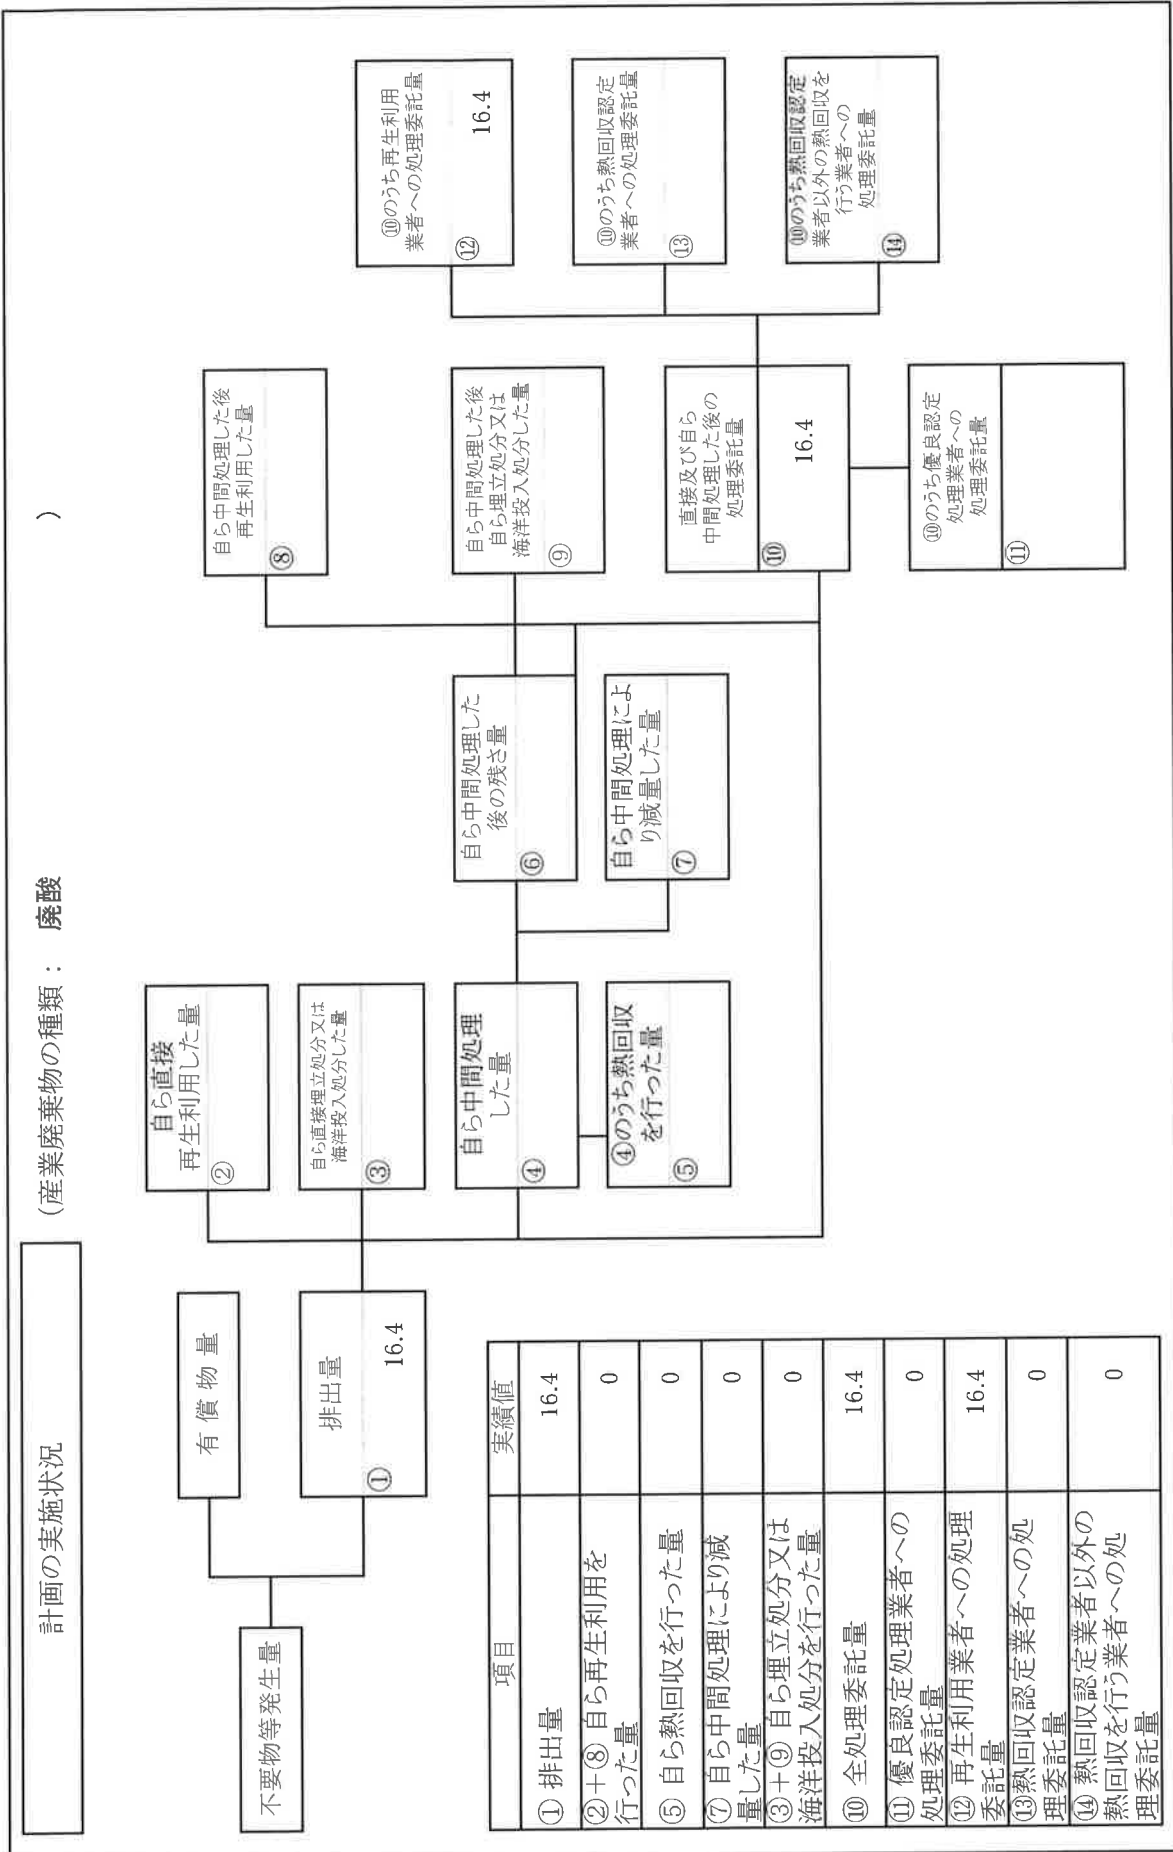 計画の実施状況
(産業廃棄物の種類： 廃酸 )
不要物等発生量
有償物量
排出量
① 16.4
自ら直接
再生利用した量
②
自ら直接埋立処分又は
海洋投入処分した量
③
自ら中間処理
した量
④
④のうち熱回収
を行った量
⑤
自ら中間処理した
後の残さ量
⑥
自ら中間処理によ
り減量した量
⑦
自ら中間処理した後
再生利用した量
⑧
自ら中間処理した後
自ら埋立処分又は
海洋投入処分した量
⑨
直接及び自ら
中間処理した後の
処理委託量
⑩ 16.4
⑩のうち優良認定
処理業者への
処理委託量
⑪
⑩のうち再生利用
業者への処理委託量
⑫ 16.4
⑩のうち熱回収認定
業者への処理委託量
⑬
⑩のうち熱回収認定
業者以外の熱回収を
行う業者への
処理委託量
⑭
項目 実績値
① 排出量 16.4
②＋⑧ 自ら再生利用を
行った量 0
⑤ 自ら熱回収を行った量 0
⑦ 自ら中間処理により減
量した量 0
③＋⑨ 自ら埋立処分又は
海洋投入処分を行った量 0
⑩ 全処理委託量 16.4
⑪ 優良認定処理業者への
処理委託量 0
⑫ 再生利用業者への処理
委託量 16.4
⑬熱回収認定業者への処
理委託量 0
⑭ 熱回収認定業者以外の
熱回収を行う業者への処
理委託量 0